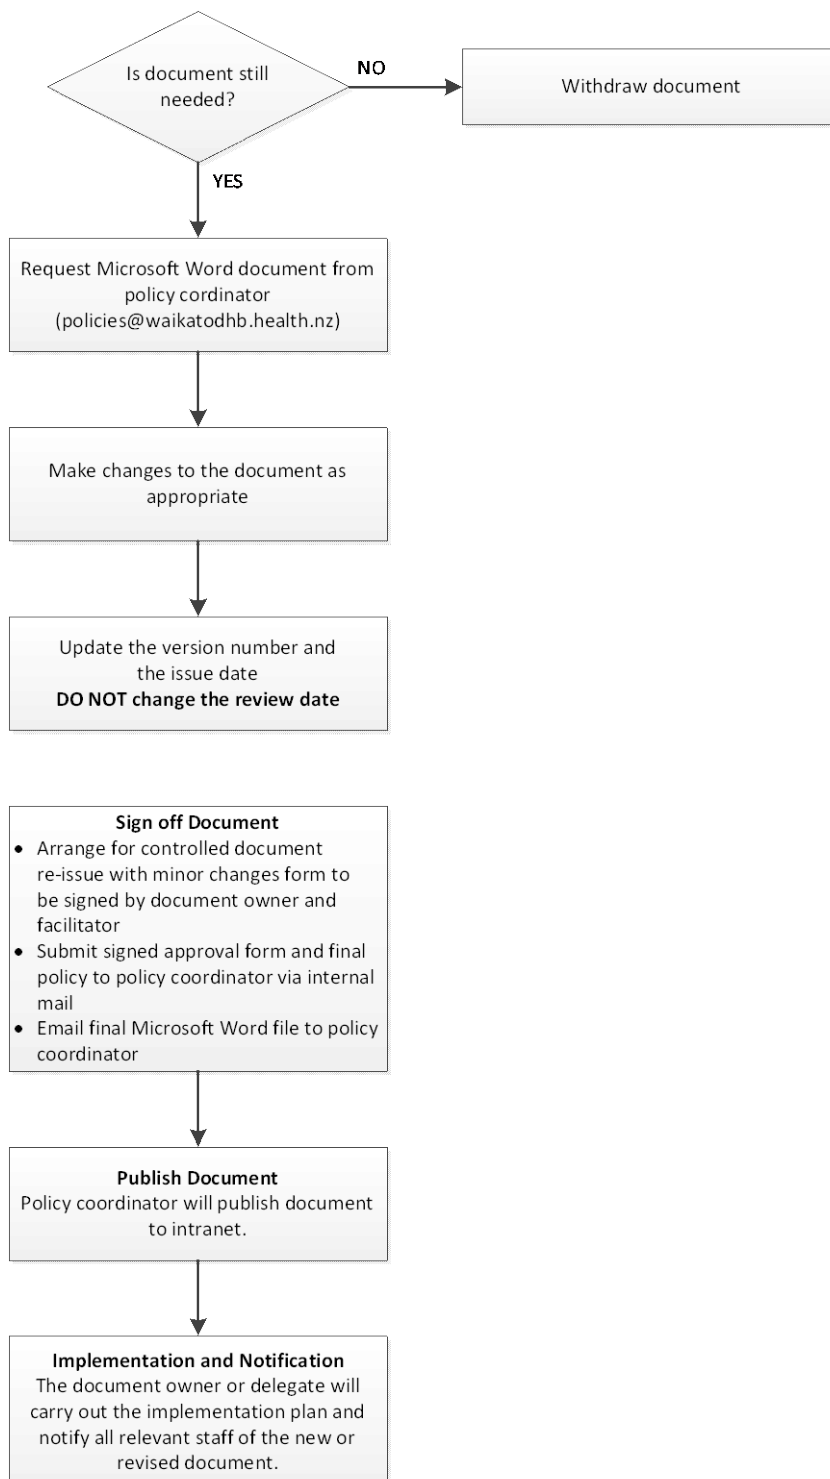 Is document still
needed?
NO
Withdraw document
YES
Request Microsoft Word document from
policy cordinator
(policies@waikatodhb.health.nz)
Make changes to the document as
appropriate
Update the version number and
the issue date
DO NOT change the review date
Sign off Document
• Arrange for controlled document
re-issue with minor changes form to
be signed by document owner and
facilitator
• Submit signed approval form and final
policy to policy coordinator via internal
mail
• Email final Microsoft Word file to policy
coordinator
Publish Document
Policy coordinator will publish document
to intranet.
Implementation and Notification
The document owner or delegate will
carry out the implementation plan and
notify all relevant staff of the new or
revised document.